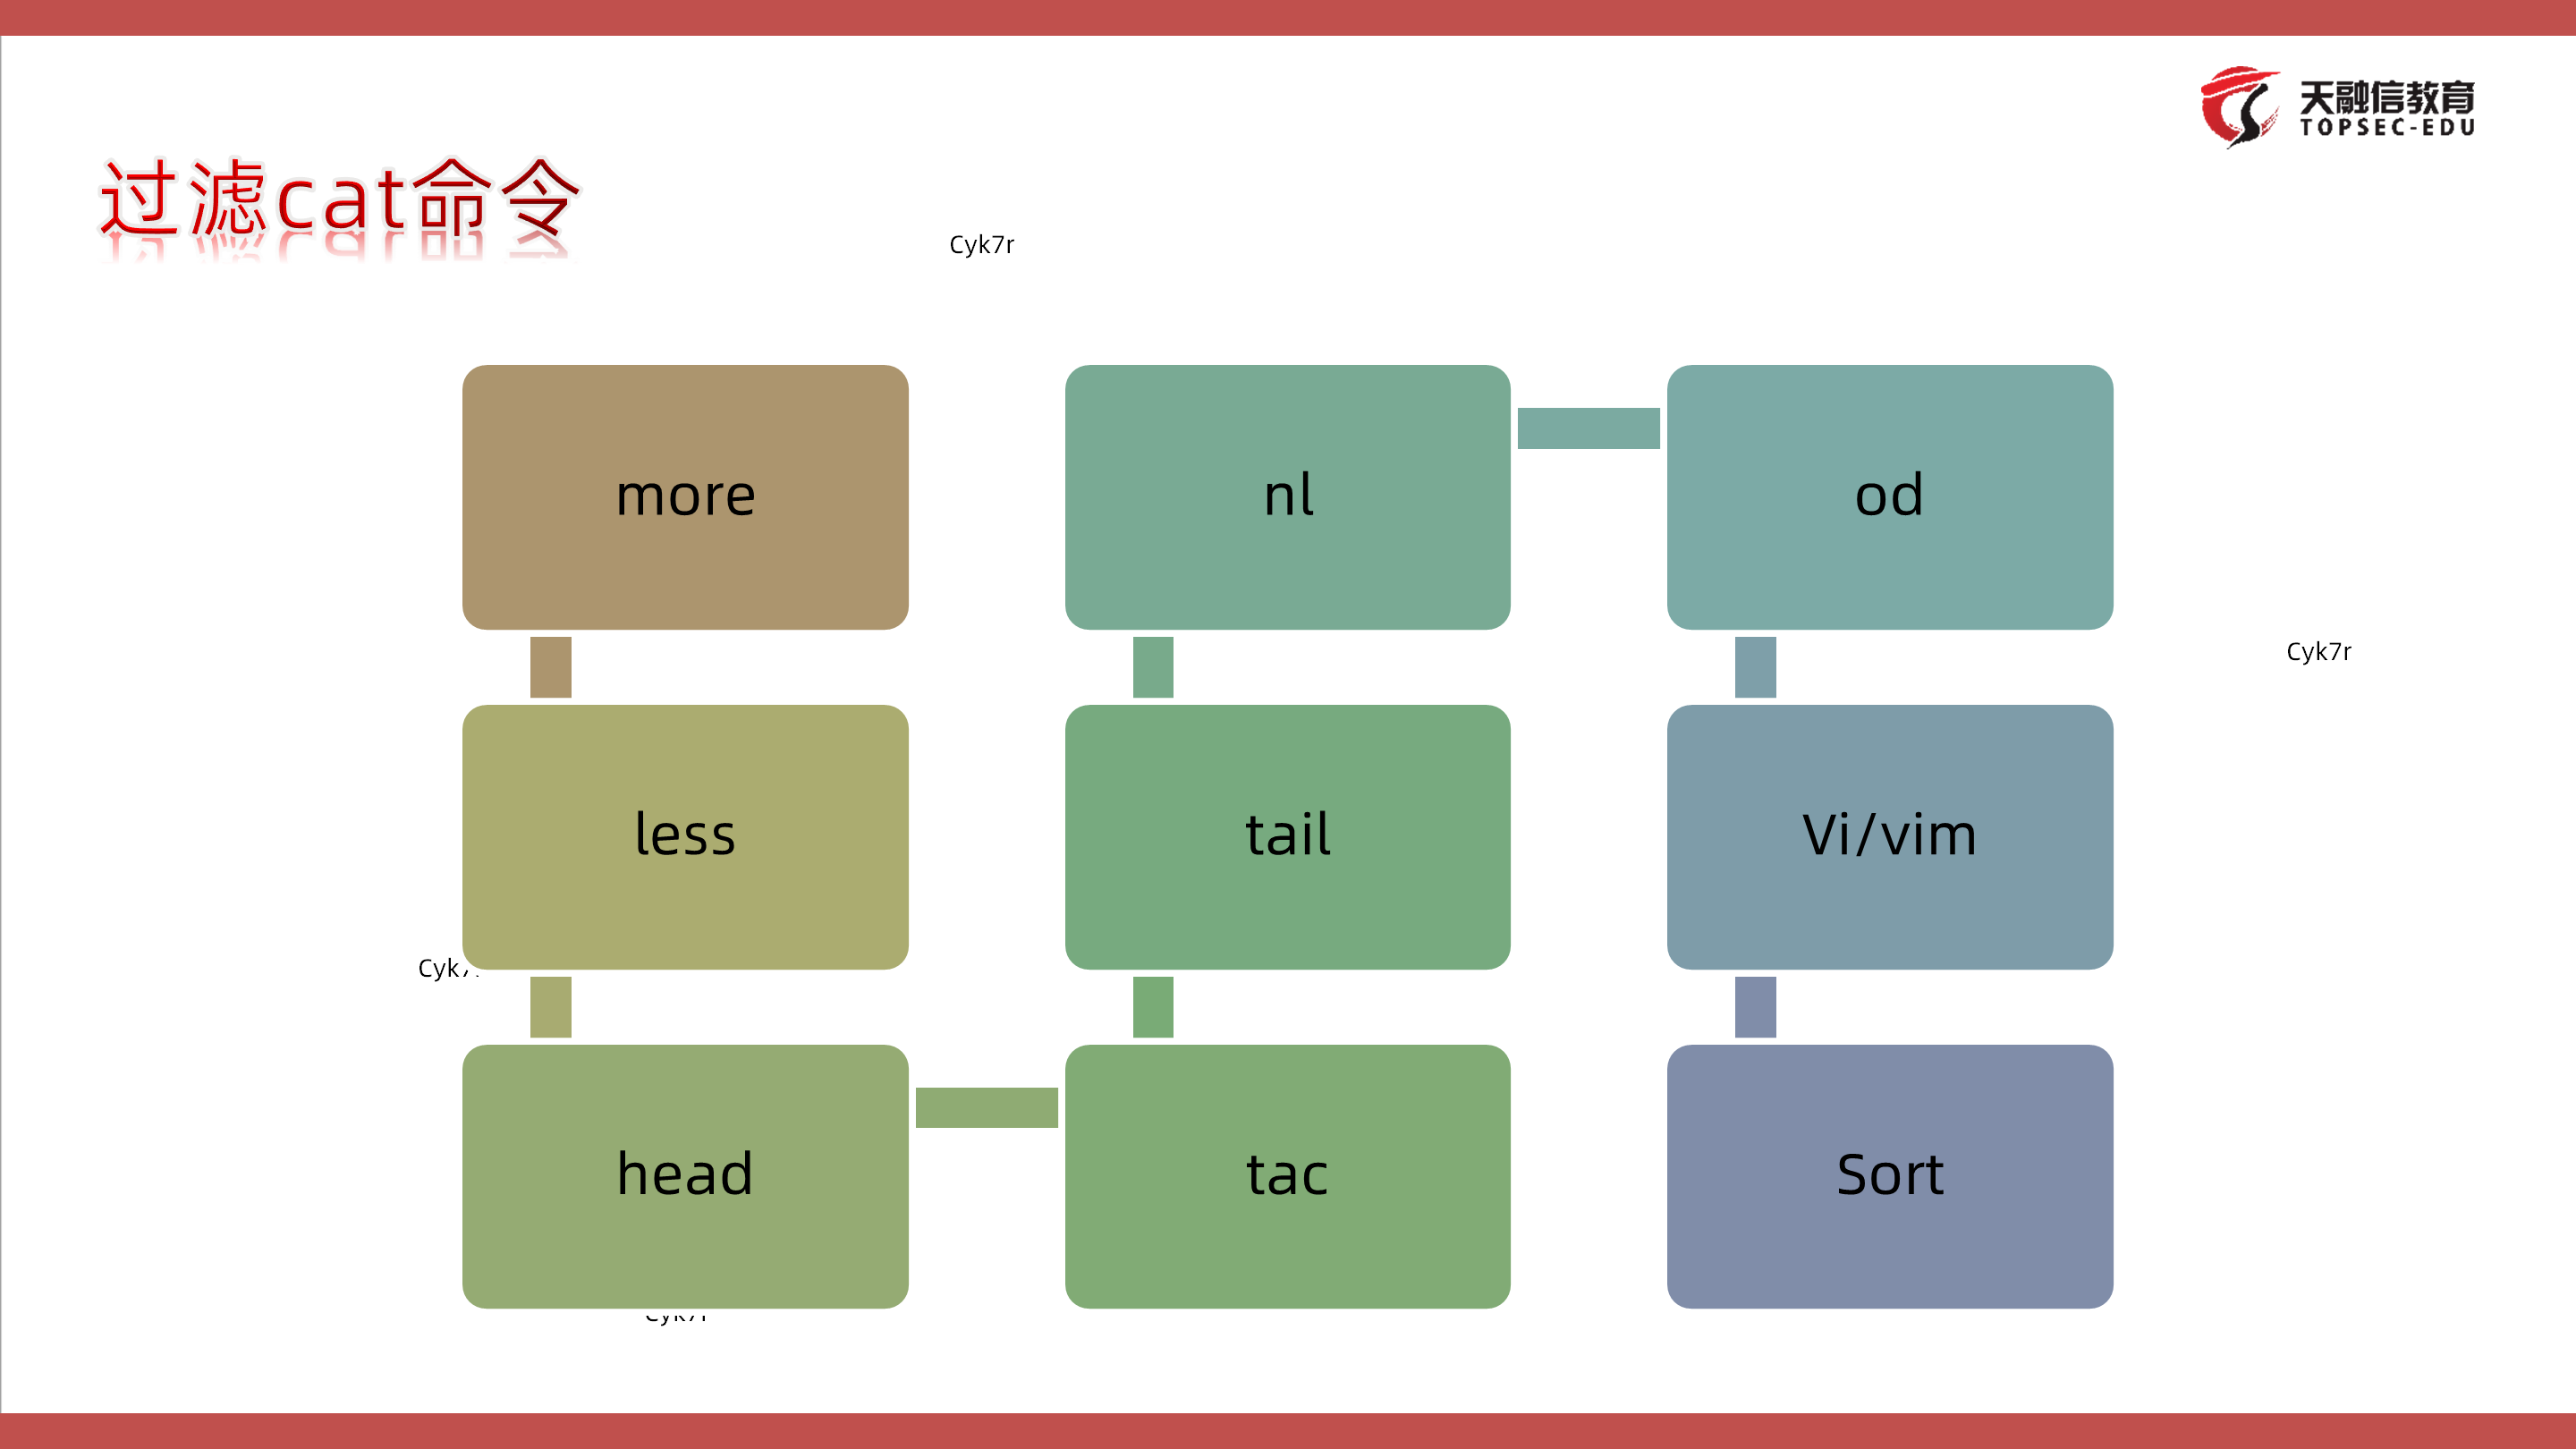 天融信教育
TOPSEC-EDU
过滤cat命令
Cyk7r
more
nl
od
Cyk7r
less
tail
Vi/vim
head
tac
Sort